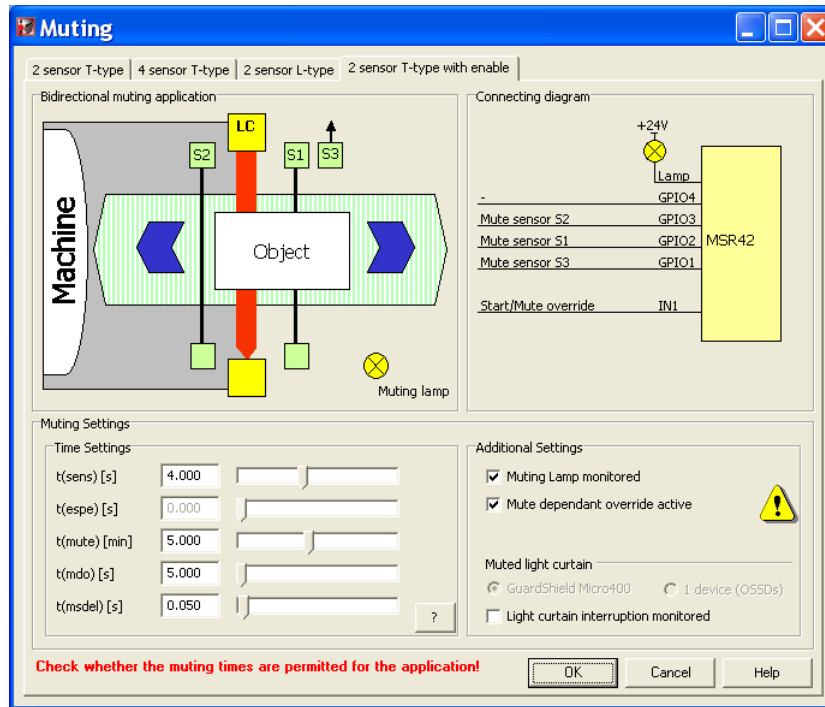 Muting
2 sensor T-type
4 sensor T-type
2 sensor L-type
2 sensor T-type with enable
Bidirectional muting application
LC
S2
S1
S3
Machine
Object
Muting lamp
Connecting diagram
+24V
Lamp
- GPIO4
Mute sensor S2 GPIO3
Mute sensor S1 GPIO2
MSR42
Mute sensor S3 GPIO1
Start/Mute override IN1
Muting Settings
Time Settings
t(sens) [s] 4.000
t(espe) [s] 0.000
t(mute) [min] 5.000
t(mdo) [s] 5.000
t(msdel) [s] 0.050
?
Additional Settings
Muting Lamp monitored
Mute dependant override active
!
Muted light curtain
GuardShield Micro400
1 device (OSSDs)
Light curtain interruption monitored
Check whether the muting times are permitted for the application!
OK
Cancel
Help